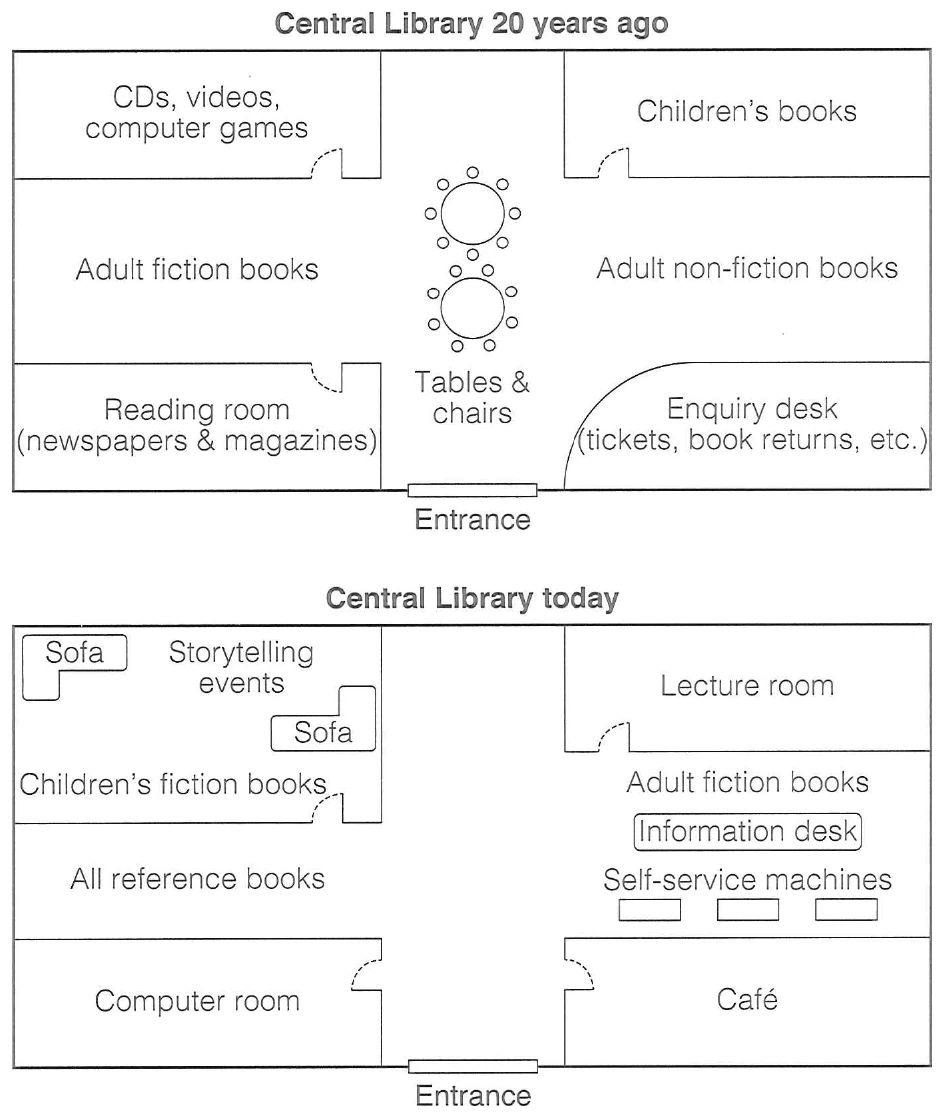 Central Library 20 years ago
CDs, videos,
computer games
Children's books
Adult fiction books
Adult non-fiction books
Tables &
chairs
Reading room
(newspapers & magazines)
Enquiry desk
(tickets, book returns, etc.)
Entrance
Central Library today
Sofa
Storytelling
events
Sofa
Children's fiction books
Lecture room
Adult fiction books
Information desk
Self-service machines
All reference books
Computer room
Café
Entrance